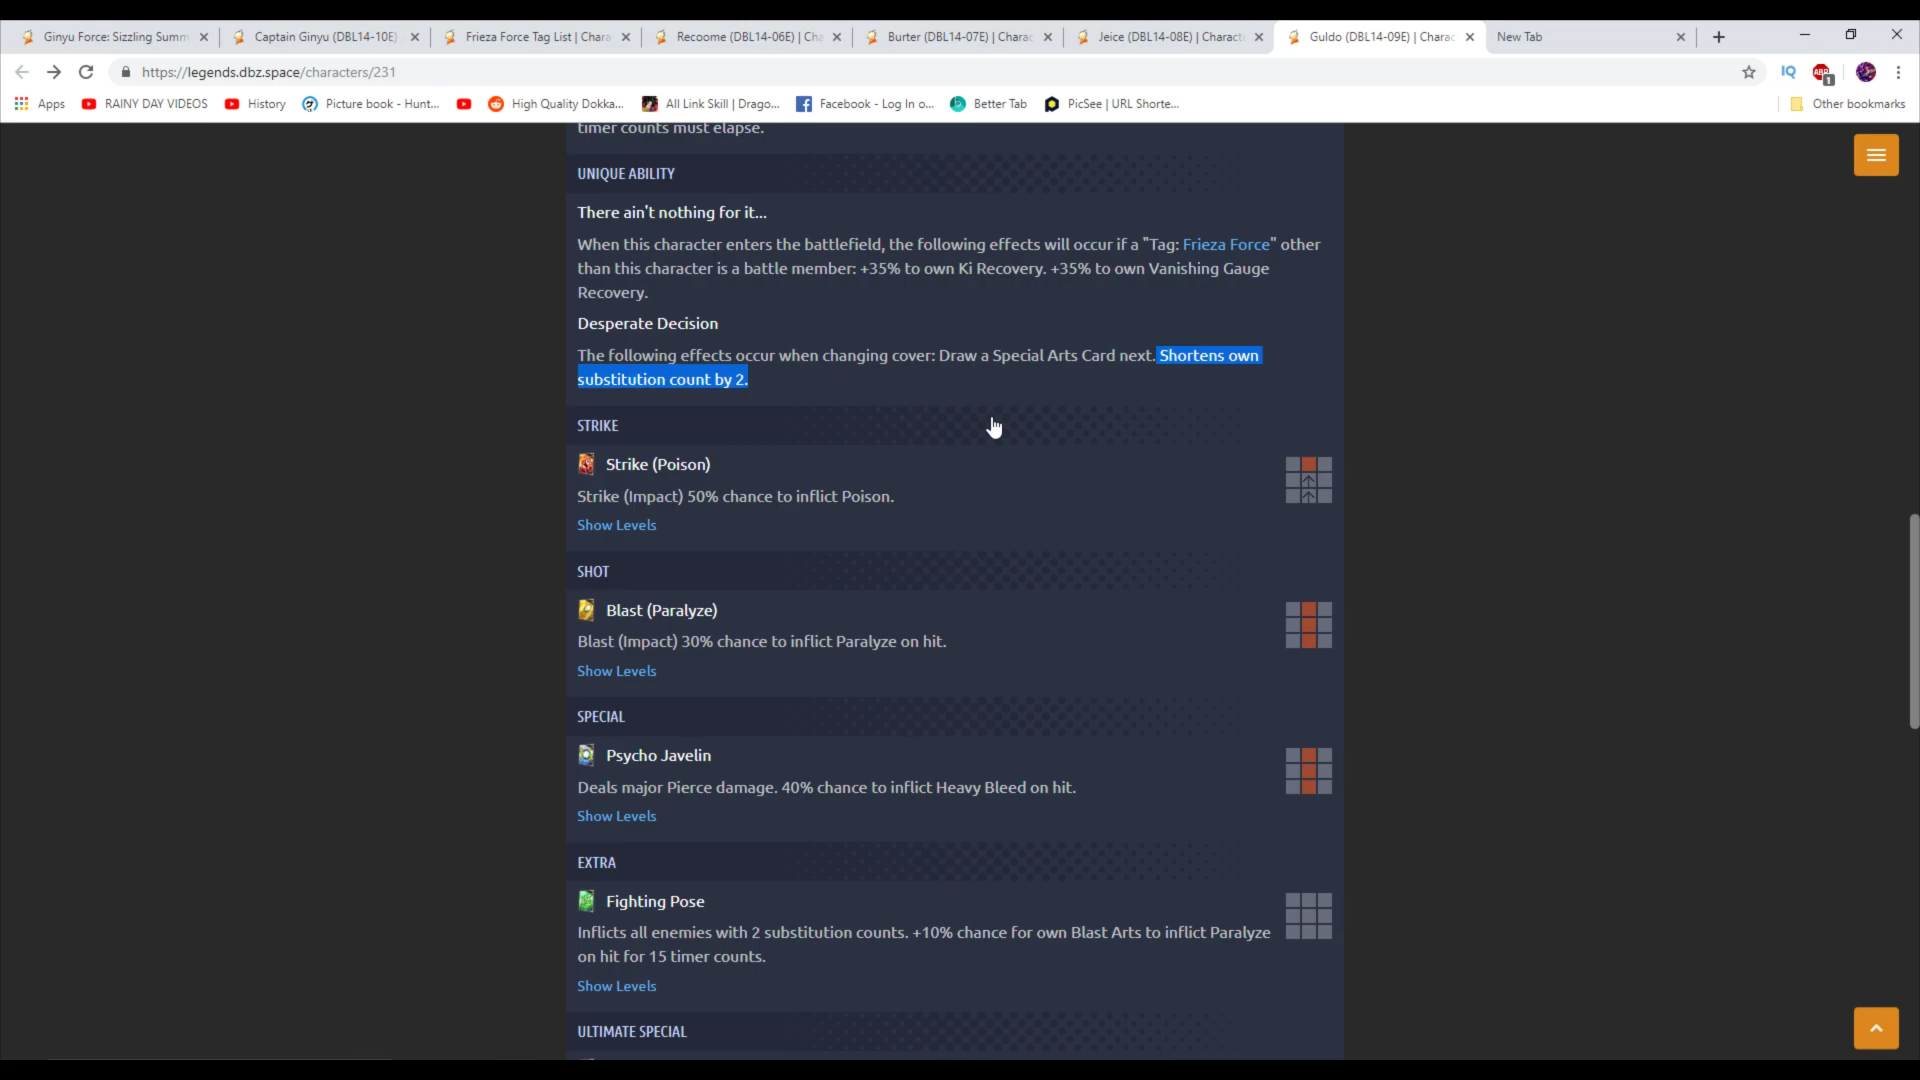 Ginyu Force: Sizzling Summ
Captain Ginyu (DBL14-10E)
Frieza Force Tag List | Chara
Recoome (DBL14-06E) | Cha
Burter (DBL14-07E) | Charac
Jeice (DBL14-08E) | Charact
Guldo (DBL14-09E) | Charac
New Tab
https://legends.dbz.space/characters/231
IQ
ABP
1
Apps
RAINY DAY VIDEOS
History
Picture book - Hunt...
High Quality Dokka...
All Link Skill | Drago...
Facebook - Log In o...
Better Tab
PicSee | URL Shorte...
Other bookmarks
timer counts must elapse.
UNIQUE ABILITY
There ain't nothing for it...
When this character enters the battlefield, the following effects will occur if a "Tag: Frieza Force" other
than this character is a battle member: +35% to own Ki Recovery. +35% to own Vanishing Gauge
Recovery.
Desperate Decision
The following effects occur when changing cover: Draw a Special Arts Card next. Shortens own
substitution count by 2.
STRIKE
Strike (Poison)
Strike (Impact) 50% chance to inflict Poison.
Show Levels
SHOT
Blast (Paralyze)
Blast (Impact) 30% chance to inflict Paralyze on hit.
Show Levels
SPECIAL
Psycho Javelin
Deals major Pierce damage. 40% chance to inflict Heavy Bleed on hit.
Show Levels
EXTRA
Fighting Pose
Inflicts all enemies with 2 substitution counts. +10% chance for own Blast Arts to inflict Paralyze
on hit for 15 timer counts.
Show Levels
ULTIMATE SPECIAL